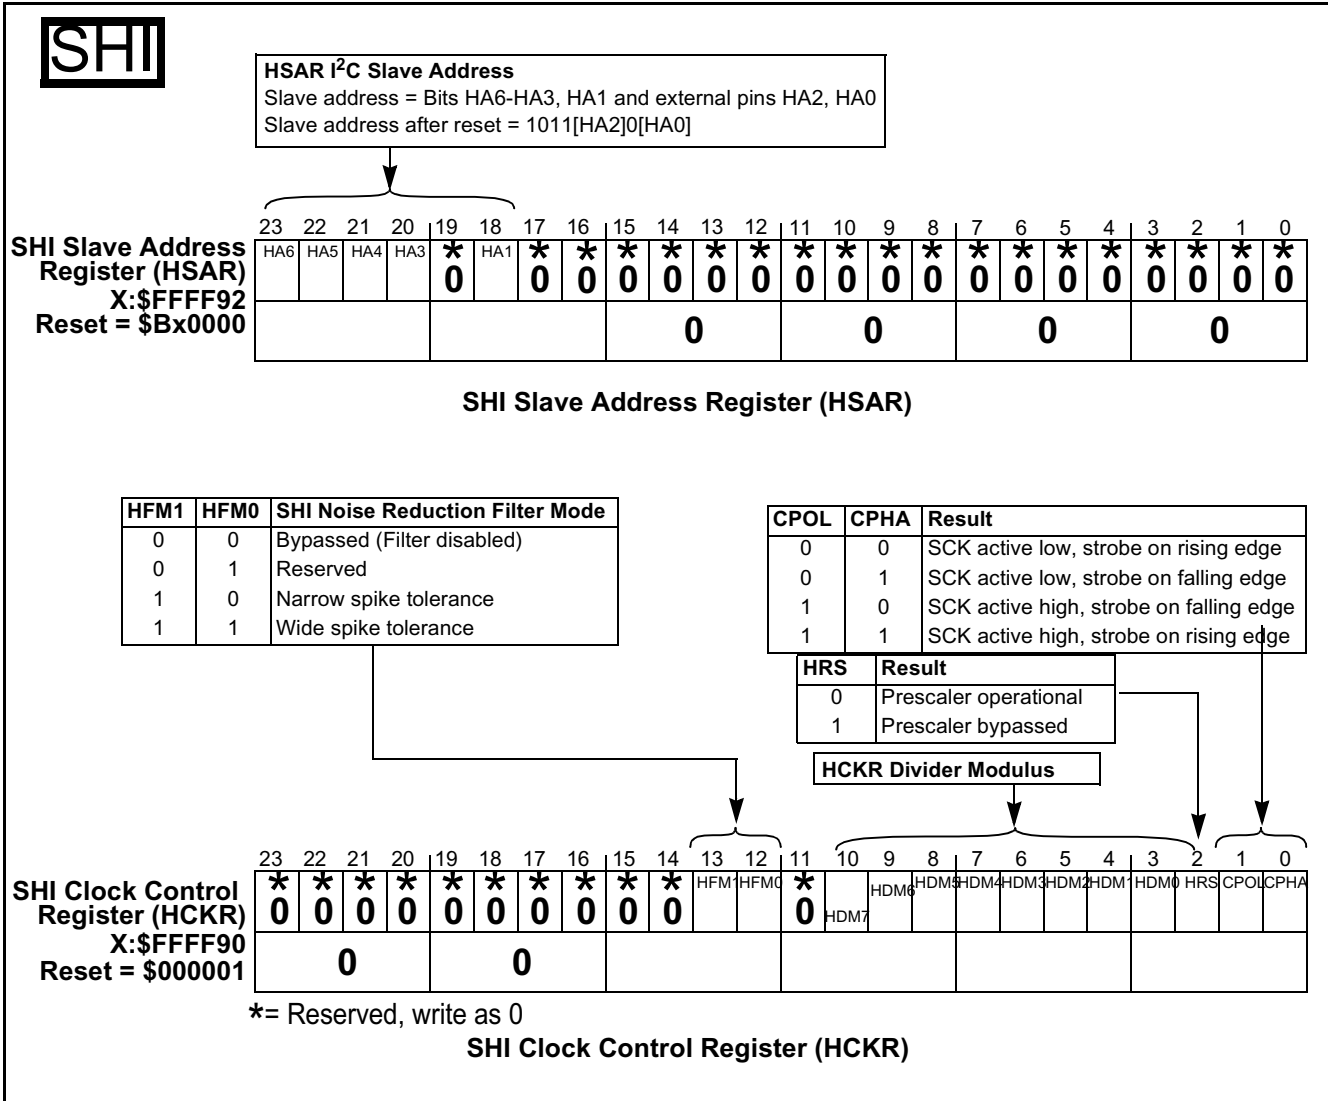 SHI
HSAR I²C Slave Address
Slave address = Bits HA6-HA3, HA1 and external pins HA2, HA0
Slave address after reset = 1011[HA2]0[HA0]
23 22 21 20 19 18 17 16 15 14 13 12 11 10 9 8 7 6 5 4 3 2 1 0
SHI Slave Address
Register (HSAR)
X:$FFFF92
Reset = $Bx0000
HA6 HA5 HA4 HA3 * HA1 * * * * * * * * * * * * * * * * * *
0 0 0 0 0 0 0 0 0 0 0 0 0 0 0 0 0 0 0
0 0 0 0
SHI Slave Address Register (HSAR)
HFM1 HFM0 SHI Noise Reduction Filter Mode
0 0 Bypassed (Filter disabled)
0 1 Reserved
1 0 Narrow spike tolerance
1 1 Wide spike tolerance
CPOL CPHA Result
0 0 SCK active low, strobe on rising edge
0 1 SCK active low, strobe on falling edge
1 0 SCK active high, strobe on falling edge
1 1 SCK active high, strobe on rising edge
HRS Result
0 Prescaler operational
1 Prescaler bypassed
HCKR Divider Modulus
23 22 21 20 19 18 17 16 15 14 13 12 11 10 9 8 7 6 5 4 3 2 1 0
SHI Clock Control
Register (HCKR)
X:$FFFF90
Reset = $000001
* * * * * * * * * * HFM1 HFM0 * HDM7 HDM6 HDM5 HDM4 HDM3 HDM2 HDM1 HDM0 HRS CPOL CPHA
0 0 0 0 0 0 0 0 0 0 0
0 0
*= Reserved, write as 0
SHI Clock Control Register (HCKR)